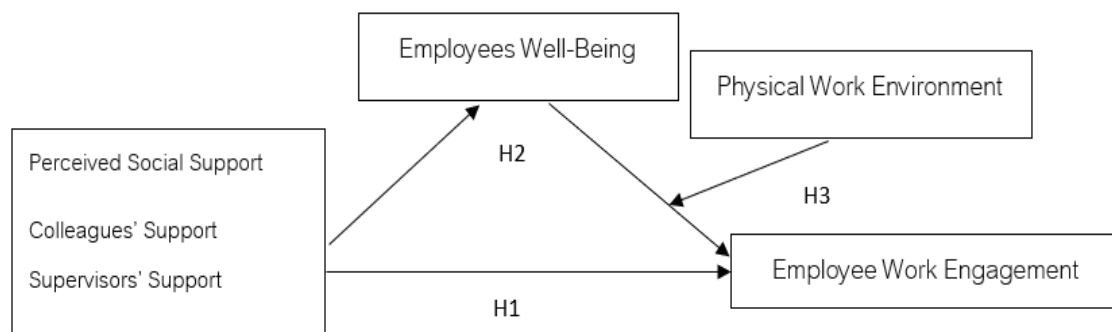 Employees Well-Being
Physical Work Environment
H2
Perceived Social Support
H3
Colleagues' Support
Supervisors' Support
Employee Work Engagement
H1